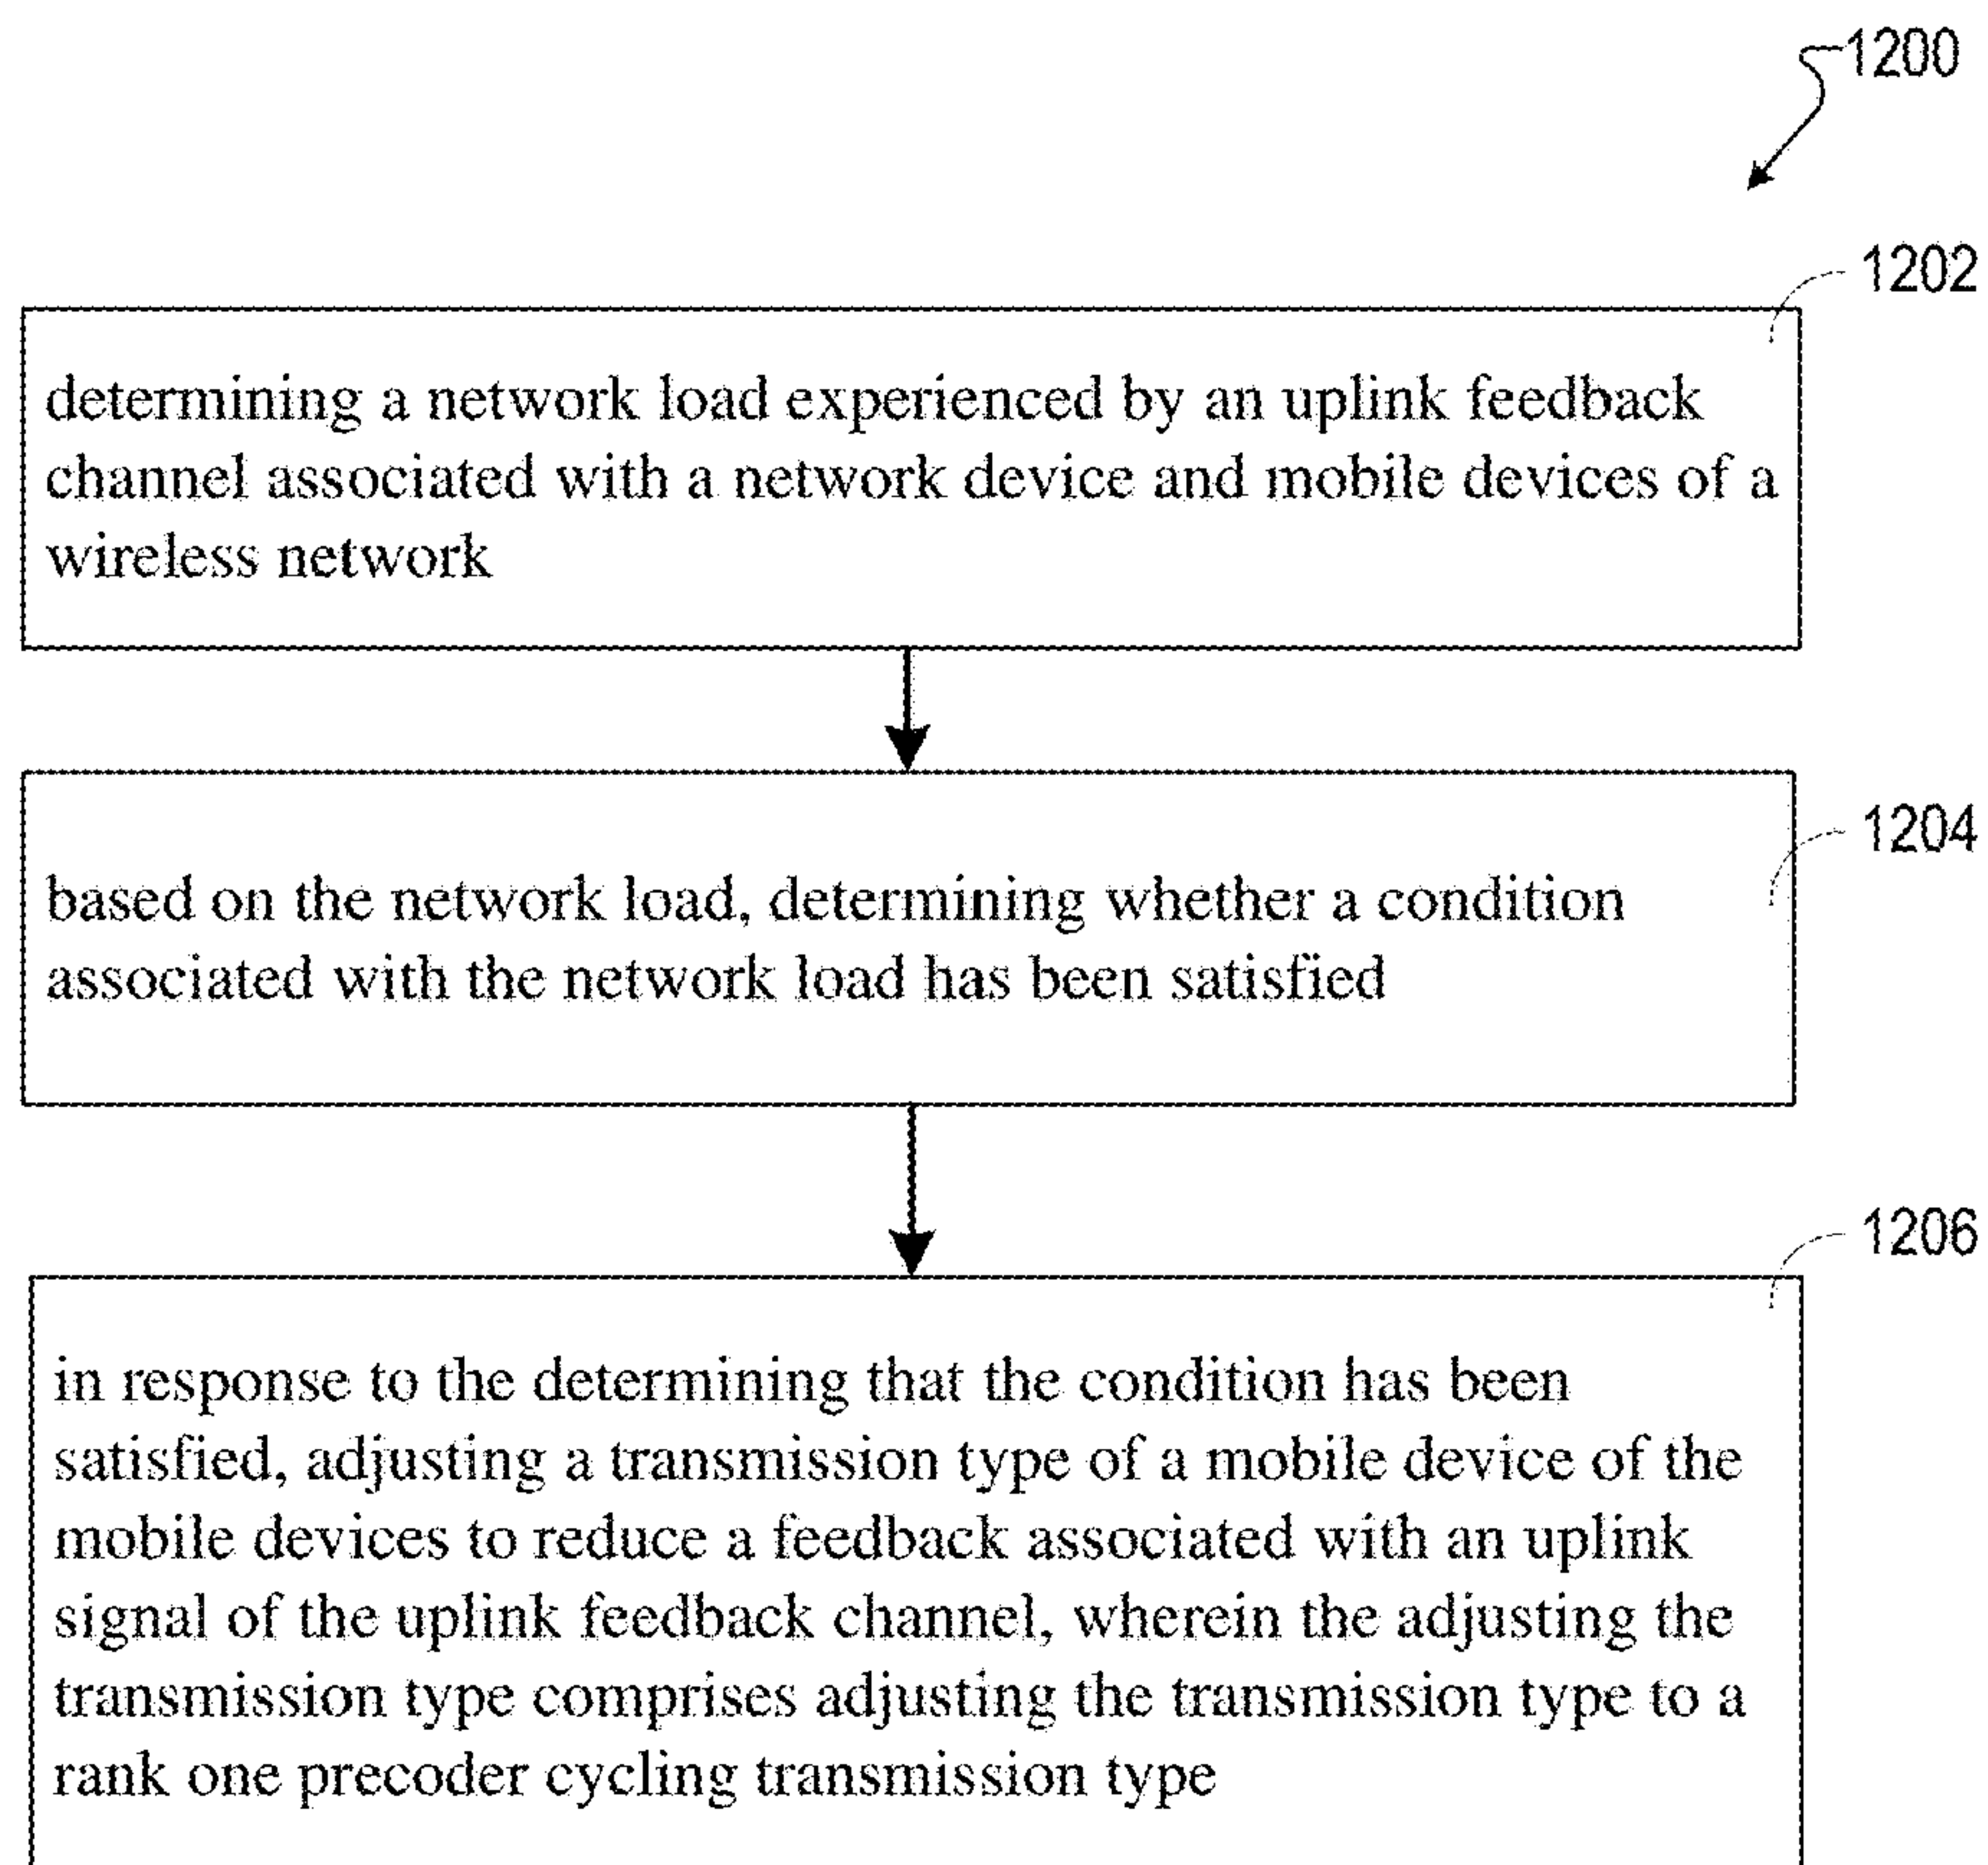 1200
1202
determining a network load experienced by an uplink feedback
channel associated with a network device and mobile devices of a
wireless network
1204
based on the network load, determining whether a condition
associated with the network load has been satisfied
1206
in response to the determining that the condition has been
satisfied, adjusting a transmission type of a mobile device of the
mobile devices to reduce a feedback associated with an uplink
signal of the uplink feedback channel, wherein the adjusting the
transmission type comprises adjusting the transmission type to a
rank one precoder cycling transmission type